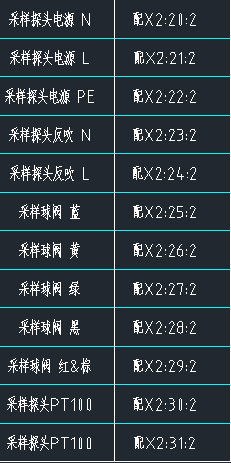 采样探头电源 N 配X2:20:2
采样探头电源 L 配X2:21:2
采样探头电源 PE 配X2:22:2
采样探头反吹 N 配X2:23:2
采样探头反吹 L 配X2:24:2
采样球阀 蓝 配X2:25:2
采样球阀 黄 配X2:26:2
采样球阀 绿 配X2:27:2
采样球阀 黑 配X2:28:2
采样球阀 红&棕 配X2:29:2
采样探头PT100 配X2:30:2
采样探头PT100 配X2:31:2